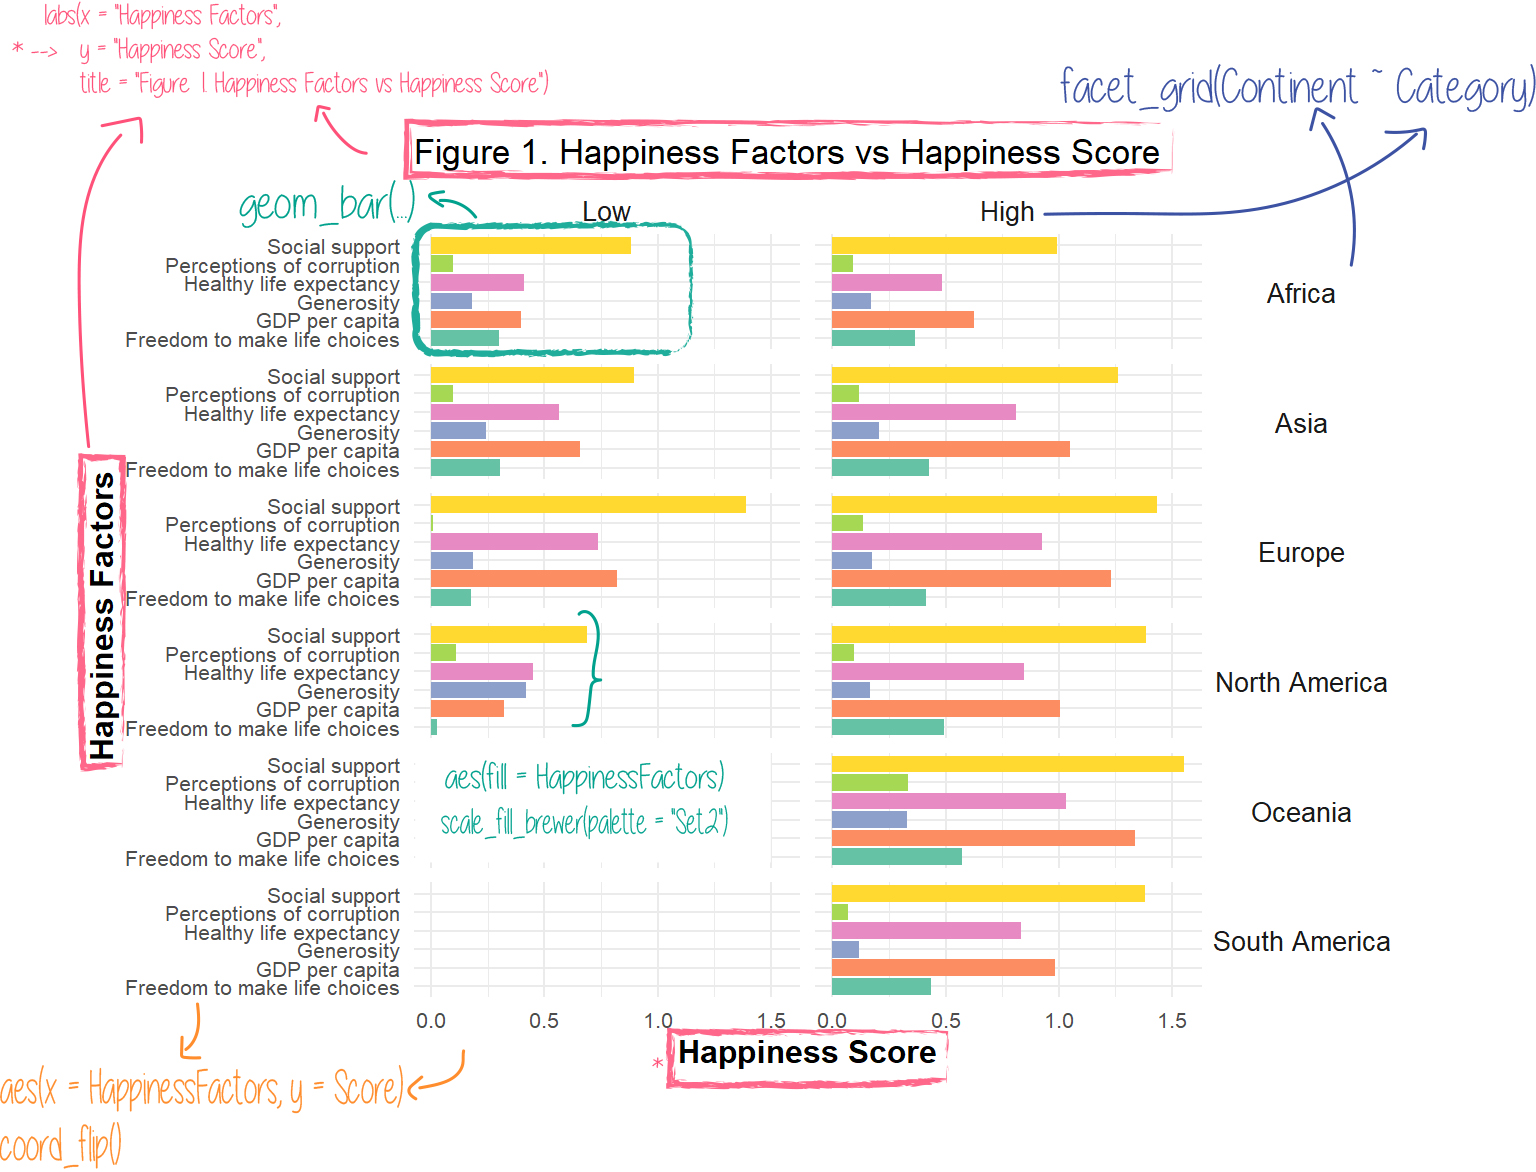 labs(x = "Happiness Factors",
* --> y = "Happiness Score",
title = "Figure 1. Happiness Factors vs Happiness Score")
facet_grid(Continent ~ Category)
Figure 1. Happiness Factors vs Happiness Score
geom_bar(...)
Low
High
Social support
Perceptions of corruption
Healthy life expectancy
Generosity
GDP per capita
Freedom to make life choices
Africa
Social support
Perceptions of corruption
Healthy life expectancy
Generosity
GDP per capita
Freedom to make life choices
Asia
Happiness Factors
Social support
Perceptions of corruption
Healthy life expectancy
Generosity
GDP per capita
Freedom to make life choices
Europe
Social support
Perceptions of corruption
Healthy life expectancy
Generosity
GDP per capita
Freedom to make life choices
North America
Social support
Perceptions of corruption
Healthy life expectancy
Generosity
GDP per capita
Freedom to make life choices
aes(fill = HappinessFactors)
scale_fill_brewer(palette = "Set2")
Oceania
Social support
Perceptions of corruption
Healthy life expectancy
Generosity
GDP per capita
Freedom to make life choices
South America
0.0 0.5 1.0 1.5 0.0 0.5 1.0 1.5
* Happiness Score
aes(x = HappinessFactors, y = Score)
coord_flip()